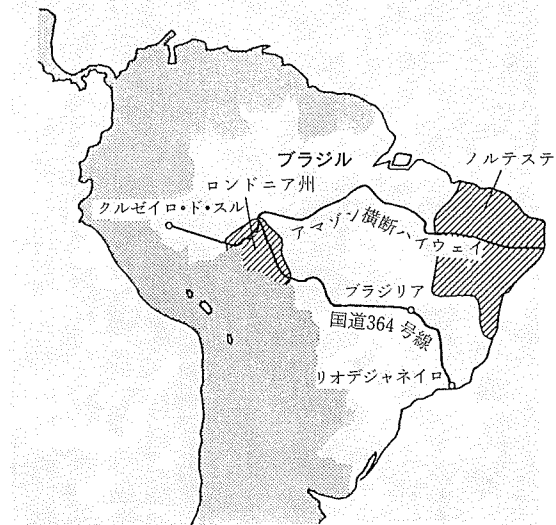 ブラジル
ノルテステ
ロンドニア州
クルゼイロ・ド・スル
アマゾン横断ハイウェイ
ブラジリア
国道364号線
リオデジャネイロ